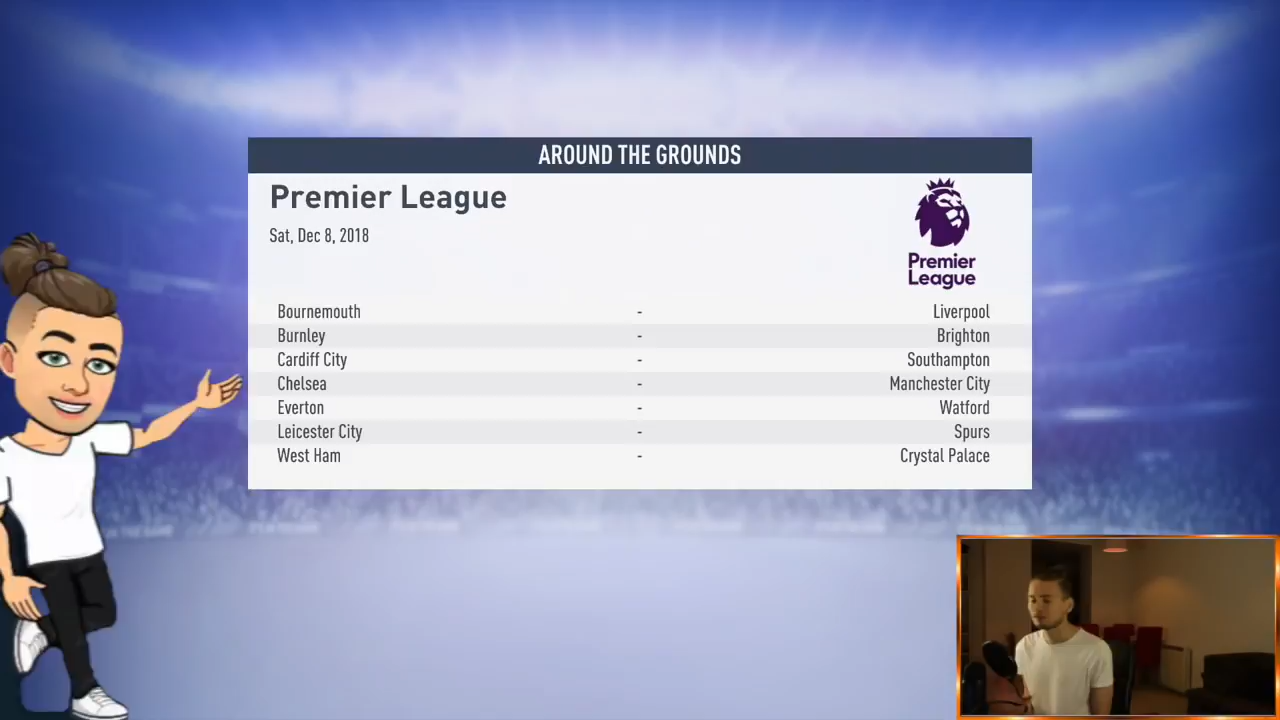 AROUND THE GROUNDS
Premier League
Sat, Dec 8, 2018
Premier
League
Bournemouth - Liverpool
Burnley - Brighton
Cardiff City - Southampton
Chelsea - Manchester City
Everton - Watford
Leicester City - Spurs
West Ham - Crystal Palace